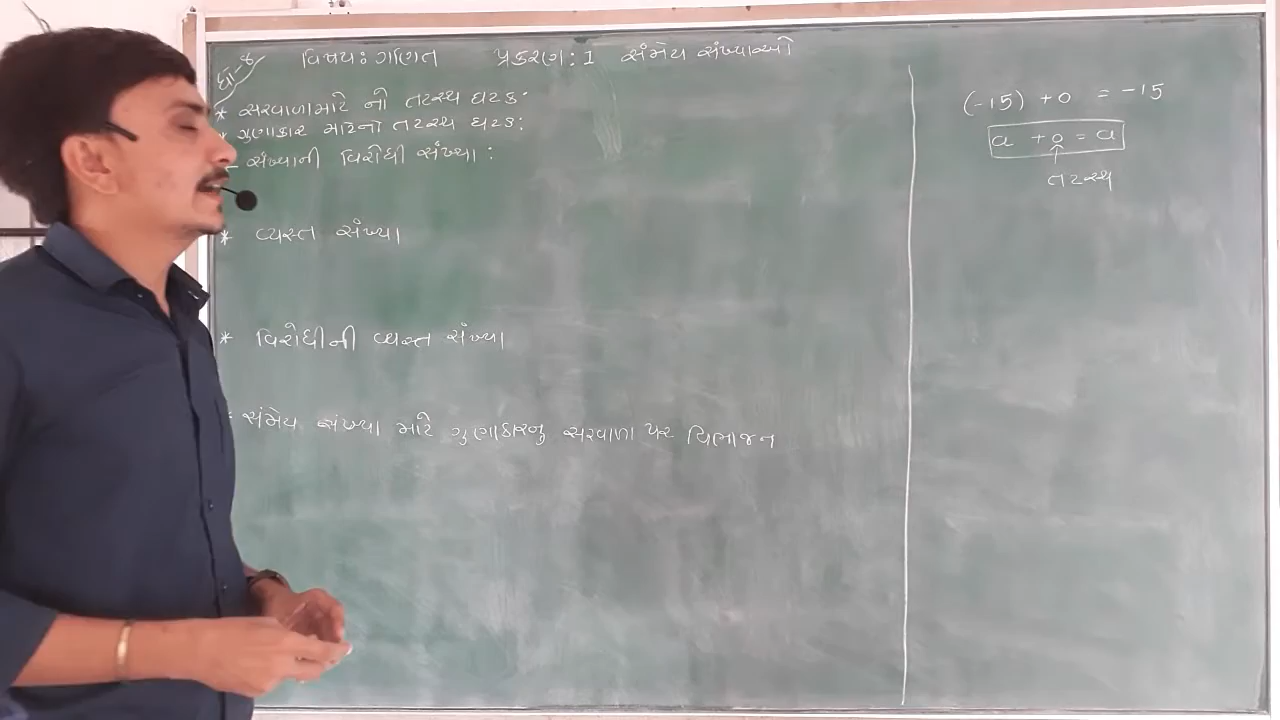 ધો-૮
વિષય: ગણિત પ્રકરણ: 1 સંમેય સંખ્યાઓ
* સરવાળા માટે નો તટસ્થ ઘટક:
* ગુણાકાર માટેનો તટસ્થ ઘટક:
– સંખ્યાની વિરોધી સંખ્યા :
* વ્યસ્ત સંખ્યા
* વિરોધીની વ્યસ્ત સંખ્યા
* સંમેય સંખ્યા માટે ગુણાકારનુ સરવાળા પર વિભાજન
(-15) + 0 = -15
a + 0 = a
તટસ્થ